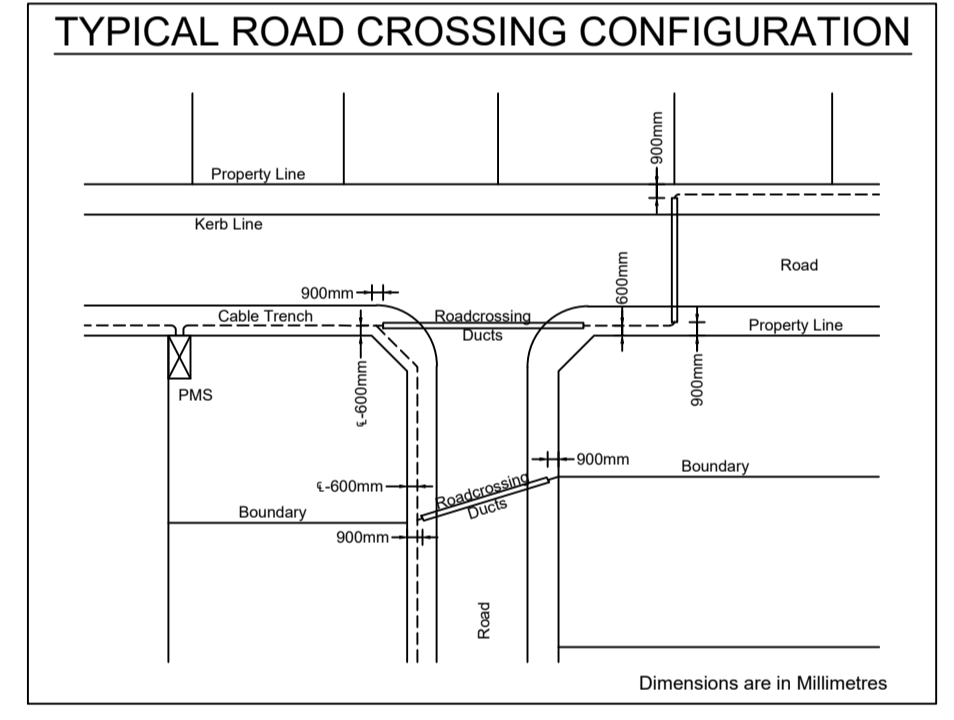 TYPICAL ROAD CROSSING CONFIGURATION
900mm
Property Line
Kerb Line
Road
900mm
600mm
Cable Trench
Roadcrossing
Ducts
Property Line
PMS
℄-600mm
900mm
900mm
Boundary
℄-600mm
Roadcrossing
Ducts
Boundary
900mm
Road
Dimensions are in Millimetres